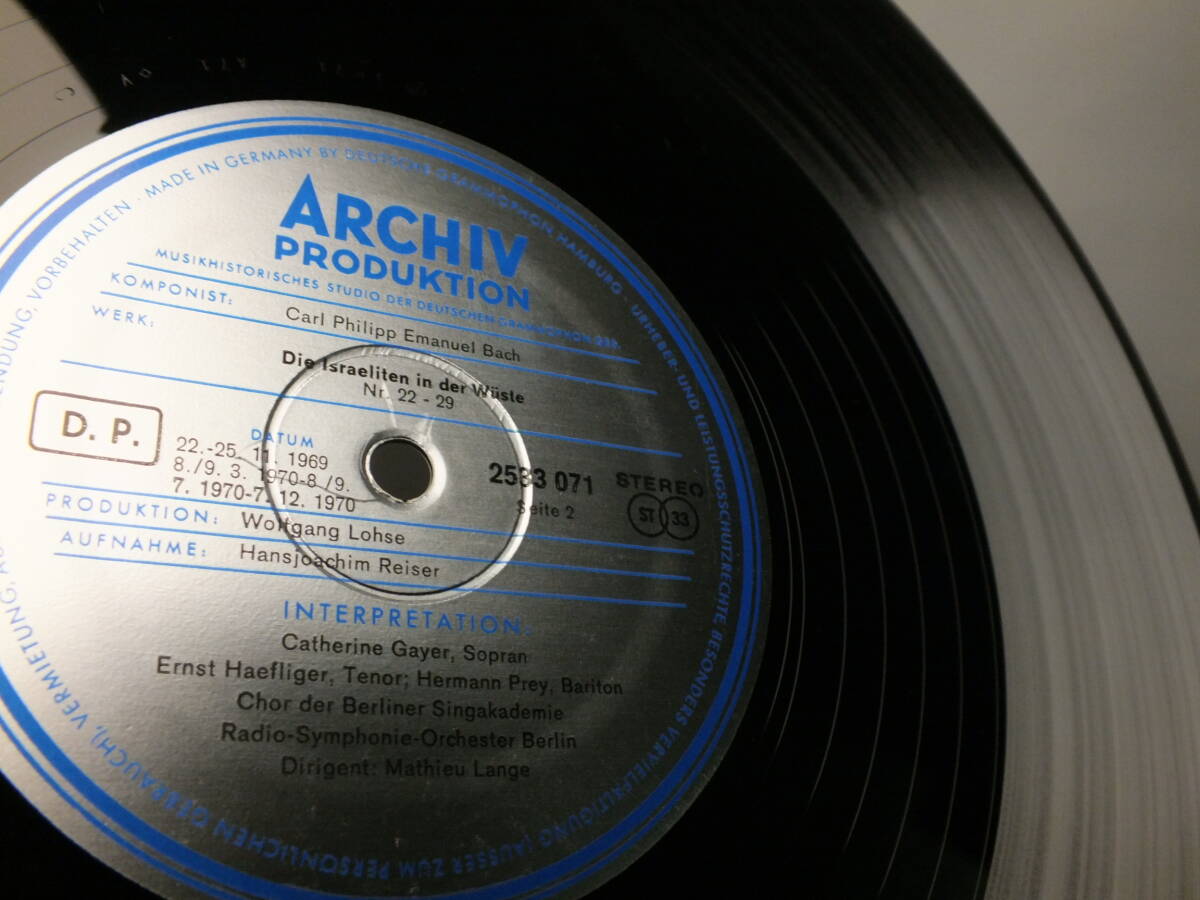 MADE IN GERMANY BY DEUTSCHE GRAMMOPHON, HAMBURG · URHEBER- UND LEISTUNGSSCHUTZRECHTE BESONDERS VERVIELFÄLTIGUNG (AUSSER ZUM PERSÖNLICHEN GEBRAUCH), VERMIETUNG, VORBEHALTEN ·
ARCHIV
PRODUKTION
MUSIKHISTORISCHES STUDIO DER DEUTSCHEN GRAMMOPHON
KOMPONIST:
Carl Philipp Emanuel Bach
WERK:
Die Israeliten in der Wüste
Nr. 22 - 29
D. P.
DATUM
22.-25. 11. 1969
8./9. 3. 1970-8./9.
7. 1970-7. 12. 1970
2533 071
Seite 2
STEREO
ST 33
PRODUKTION: Wolfgang Lohse
AUFNAHME: Hansjoachim Reiser
INTERPRETATION:
Catherine Gayer, Sopran
Ernst Haefliger, Tenor; Hermann Prey, Bariton
Chor der Berliner Singakademie
Radio-Symphonie-Orchester Berlin
Dirigent: Mathieu Lange